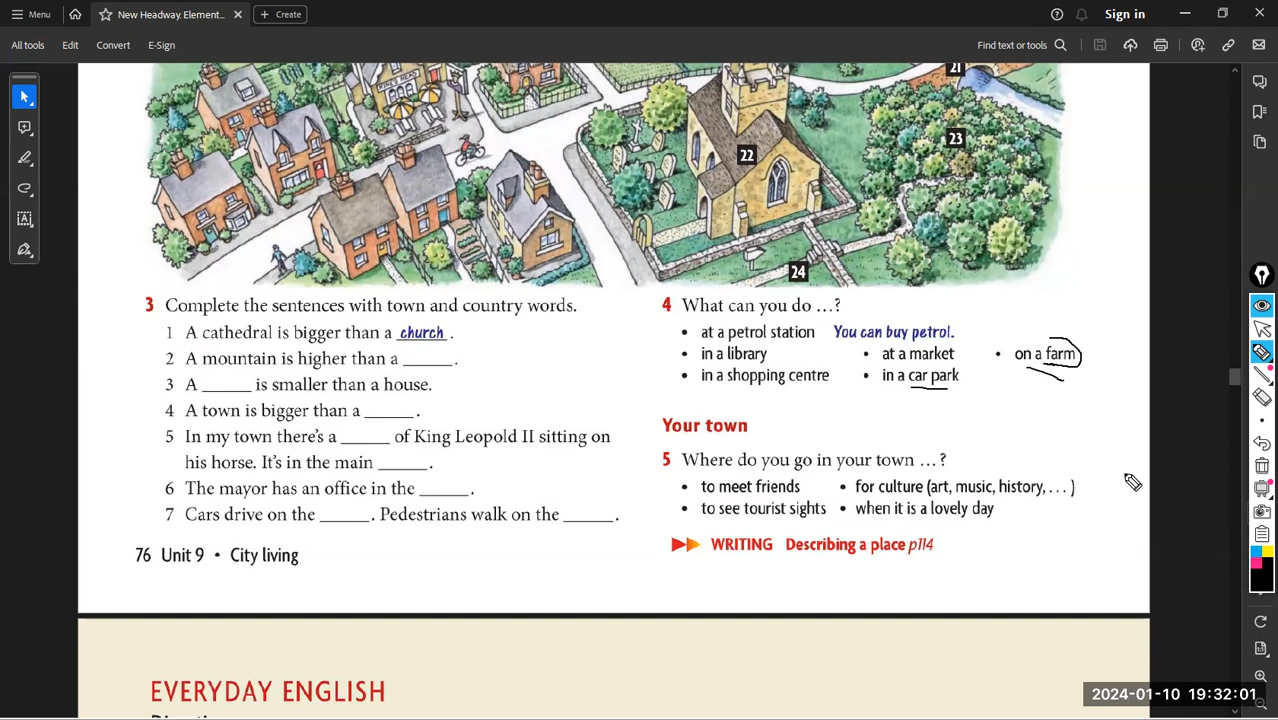 Menu
New Headway. Element...
Create
Sign in
All tools
Edit
Convert
E-Sign
Find text or tools
KING'S HEAD
21
23
22
24
3 Complete the sentences with town and country words.
1 A cathedral is bigger than a church .
2 A mountain is higher than a ______ .
3 A ______ is smaller than a house.
4 A town is bigger than a ______ .
5 In my town there's a ______ of King Leopold II sitting on
his horse. It's in the main ______ .
6 The mayor has an office in the ______ .
7 Cars drive on the ______ . Pedestrians walk on the ______ .
76 Unit 9 • City living
4 What can you do …?
• at a petrol station You can buy petrol.
• in a library • at a market • on a farm
• in a shopping centre • in a car park
Your town
5 Where do you go in your town …?
• to meet friends • for culture (art, music, history, … )
• to see tourist sights • when it is a lovely day
WRITING Describing a place p114
EVERYDAY ENGLISH
2024-01-10 19:32:01